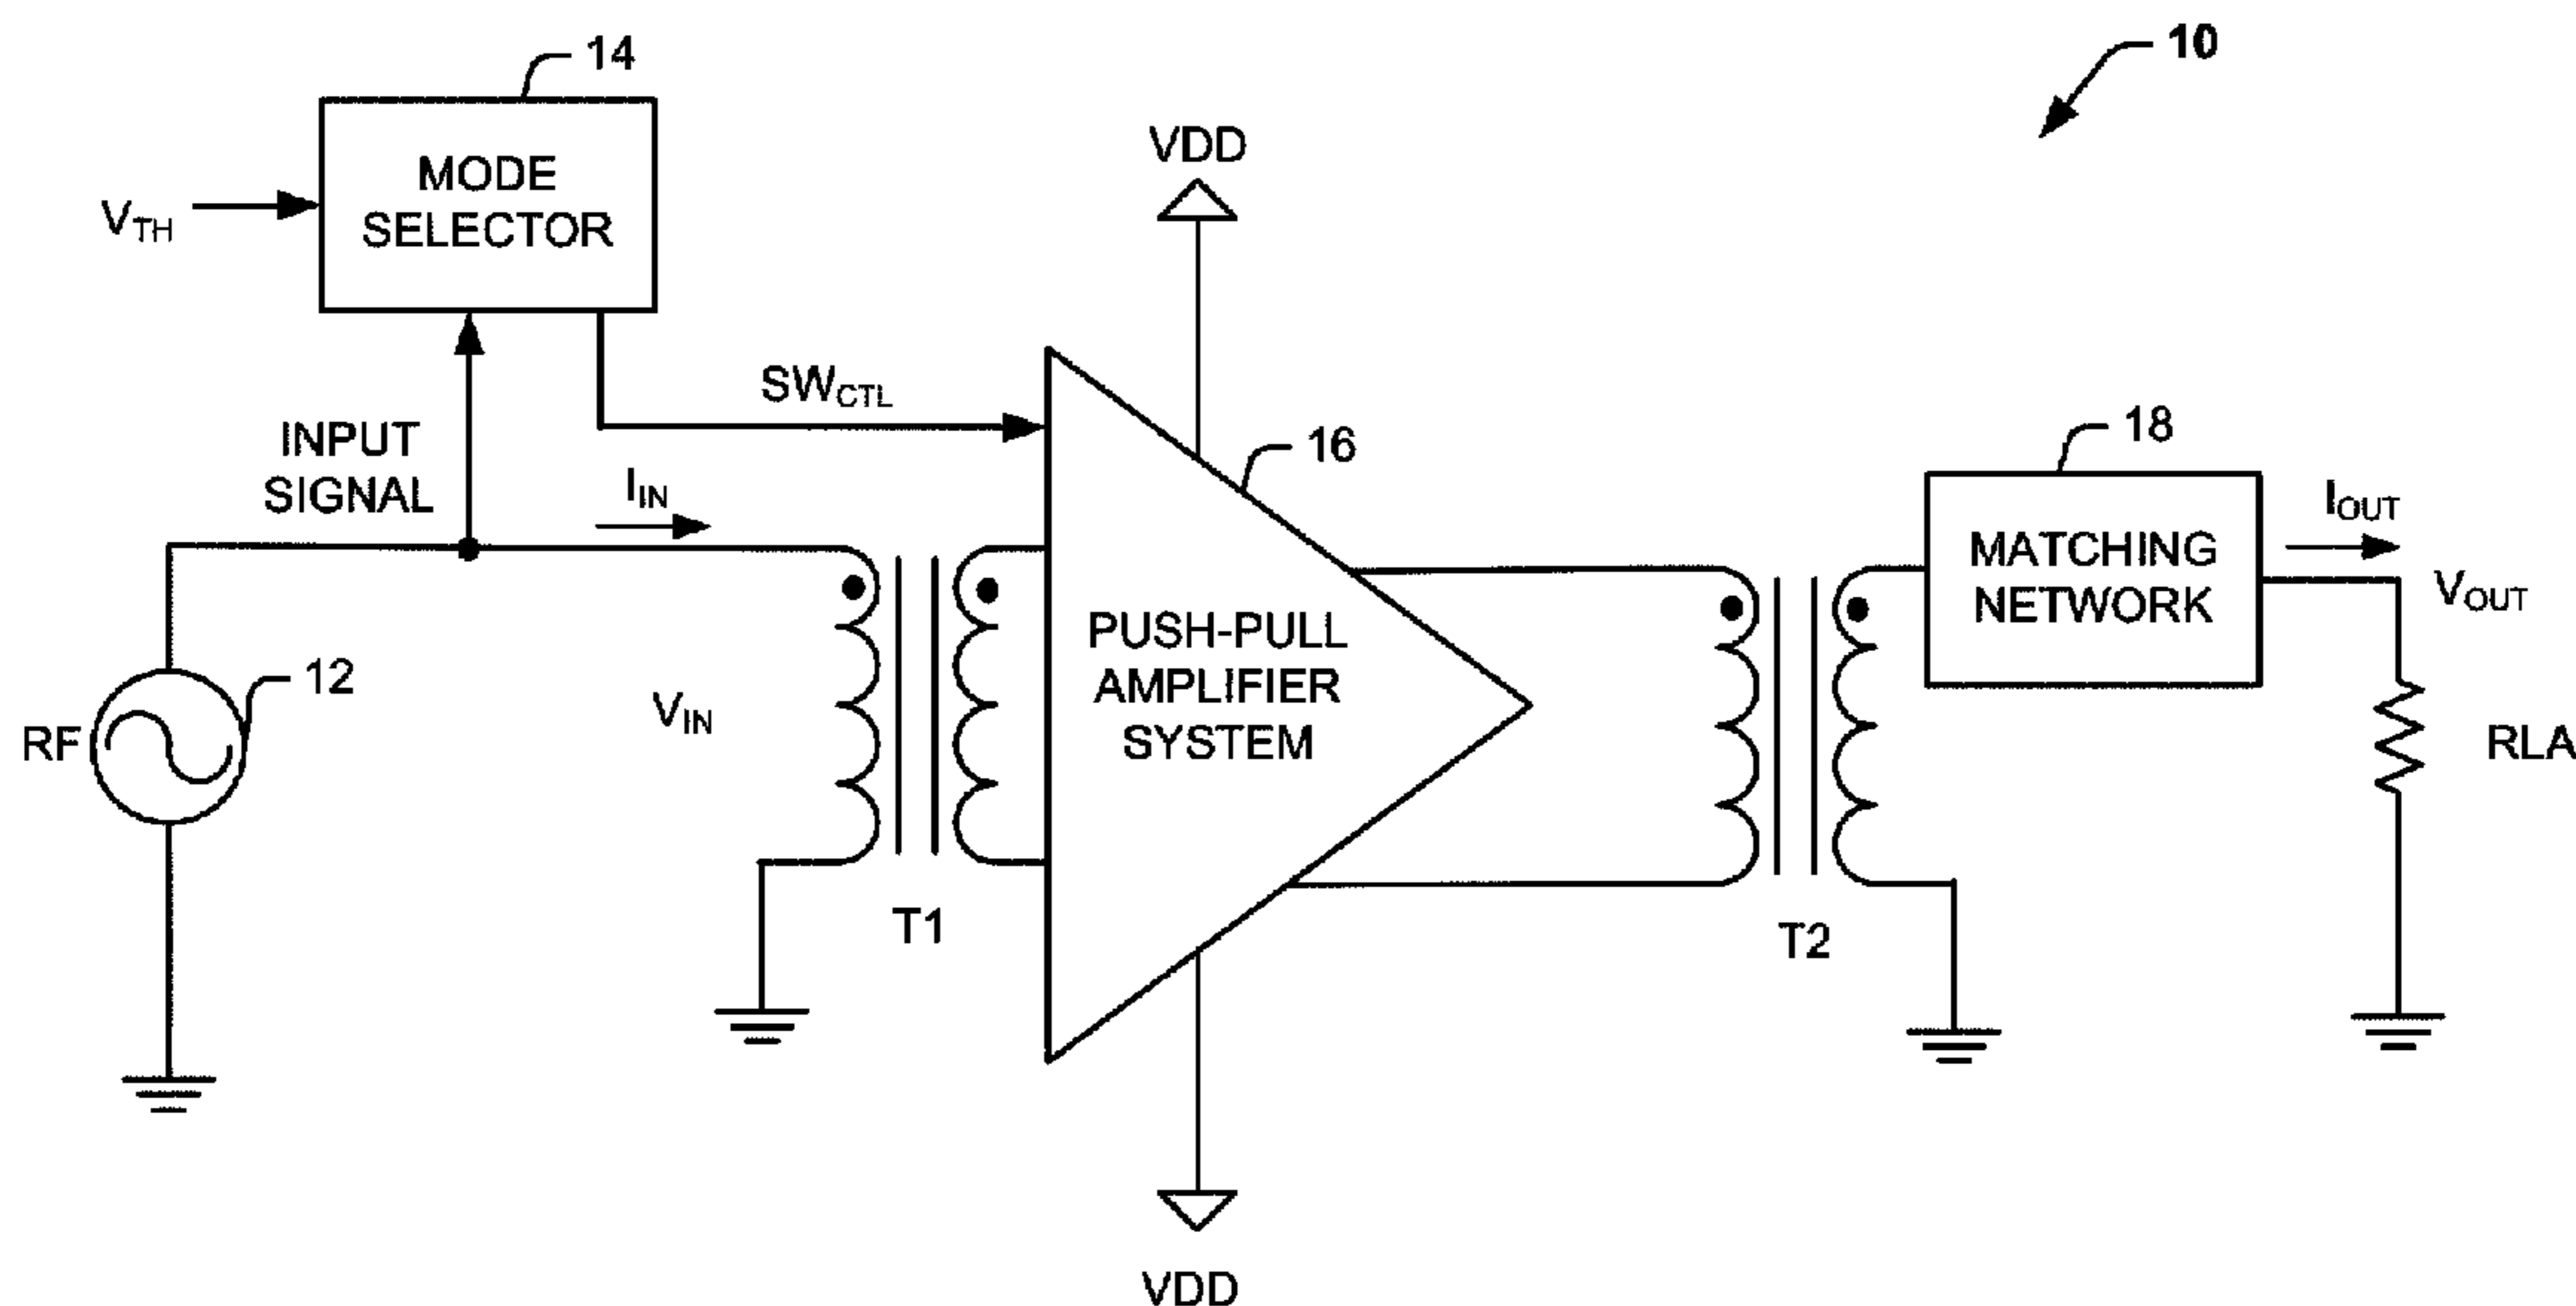 10
14
MODE
SELECTOR
VTH
VDD
SWCTL
INPUT
SIGNAL
IIN
16
18
MATCHING
NETWORK
IOUT
VOUT
PUSH-PULL
AMPLIFIER
SYSTEM
12
RF
VIN
RLA
T1
T2
VDD